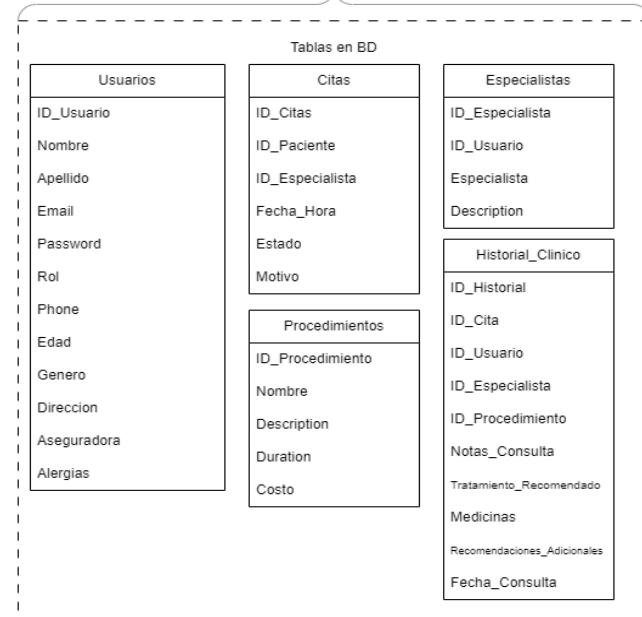 Tablas en BD
Usuarios
ID_Usuario
Nombre
Apellido
Email
Password
Rol
Phone
Edad
Genero
Direccion
Aseguradora
Alergias
Citas
ID_Citas
ID_Paciente
ID_Especialista
Fecha_Hora
Estado
Motivo
Procedimientos
ID_Procedimiento
Nombre
Description
Duration
Costo
Especialistas
ID_Especialista
ID_Usuario
Especialista
Description
Historial_Clinico
ID_Historial
ID_Cita
ID_Usuario
ID_Especialista
ID_Procedimiento
Notas_Consulta
Tratamiento_Recomendado
Medicinas
Recomendaciones_Adicionales
Fecha_Consulta